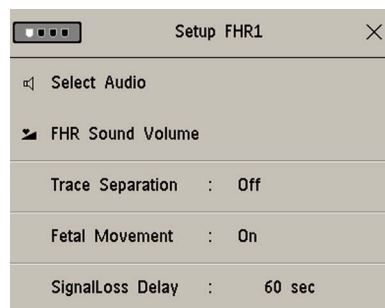 Setup FHR1
Select Audio
FHR Sound Volume
Trace Separation : Off
Fetal Movement : On
SignalLoss Delay : 60 sec